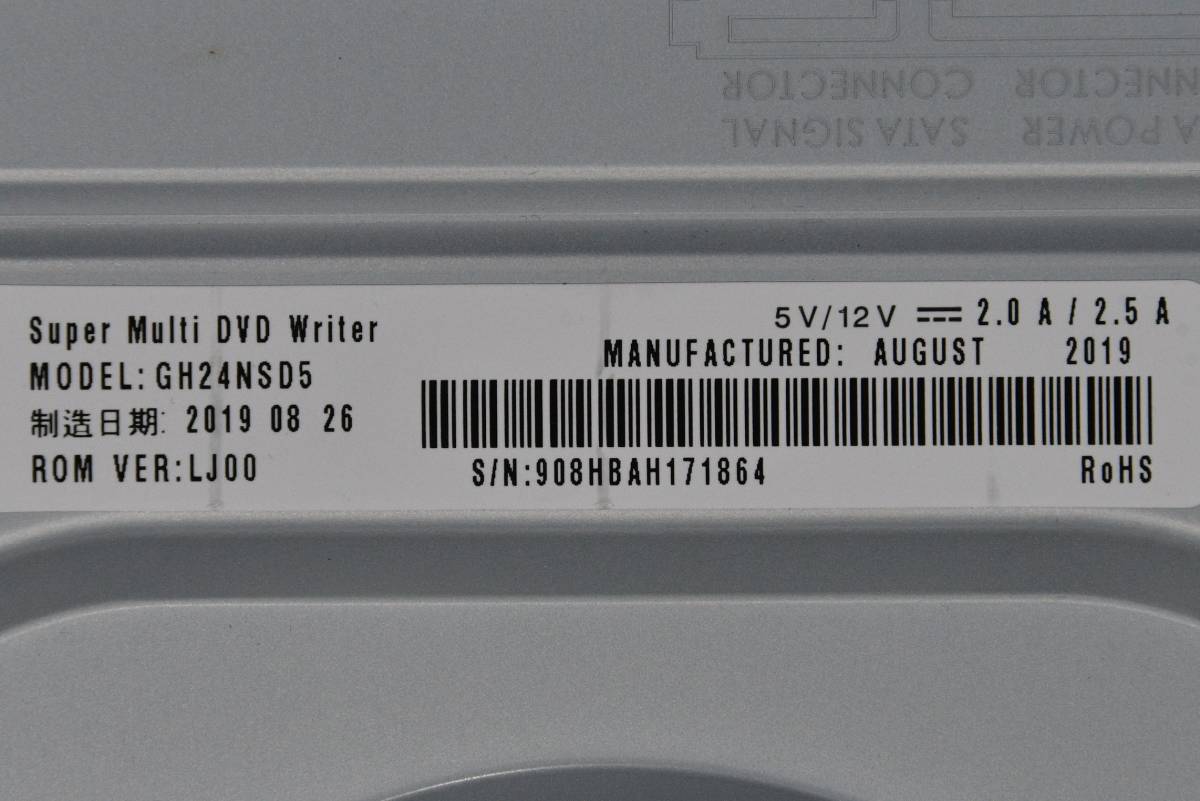 CONNECTOR NNECTOR
SATA SIGNAL A POWER
Super Multi DVD Writer
5V/12V ⎓ 2.0 A / 2.5 A
MANUFACTURED: AUGUST 2019
MODEL:GH24NSD5
制造日期: 2019 08 26
ROM VER:LJ00
S/N:908HBAH171864
RoHS